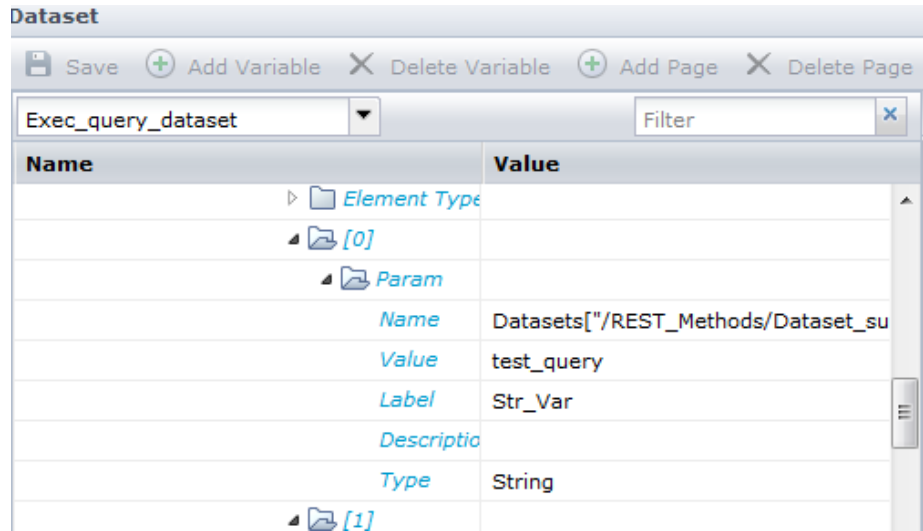 Dataset
Save Add Variable Delete Variable Add Page Delete Page
Exec_query_dataset Filter
Name Value
Element Type
[0]
Param
Name Datasets["/REST_Methods/Dataset_su
Value test_query
Label Str_Var
Descriptio
Type String
[1]